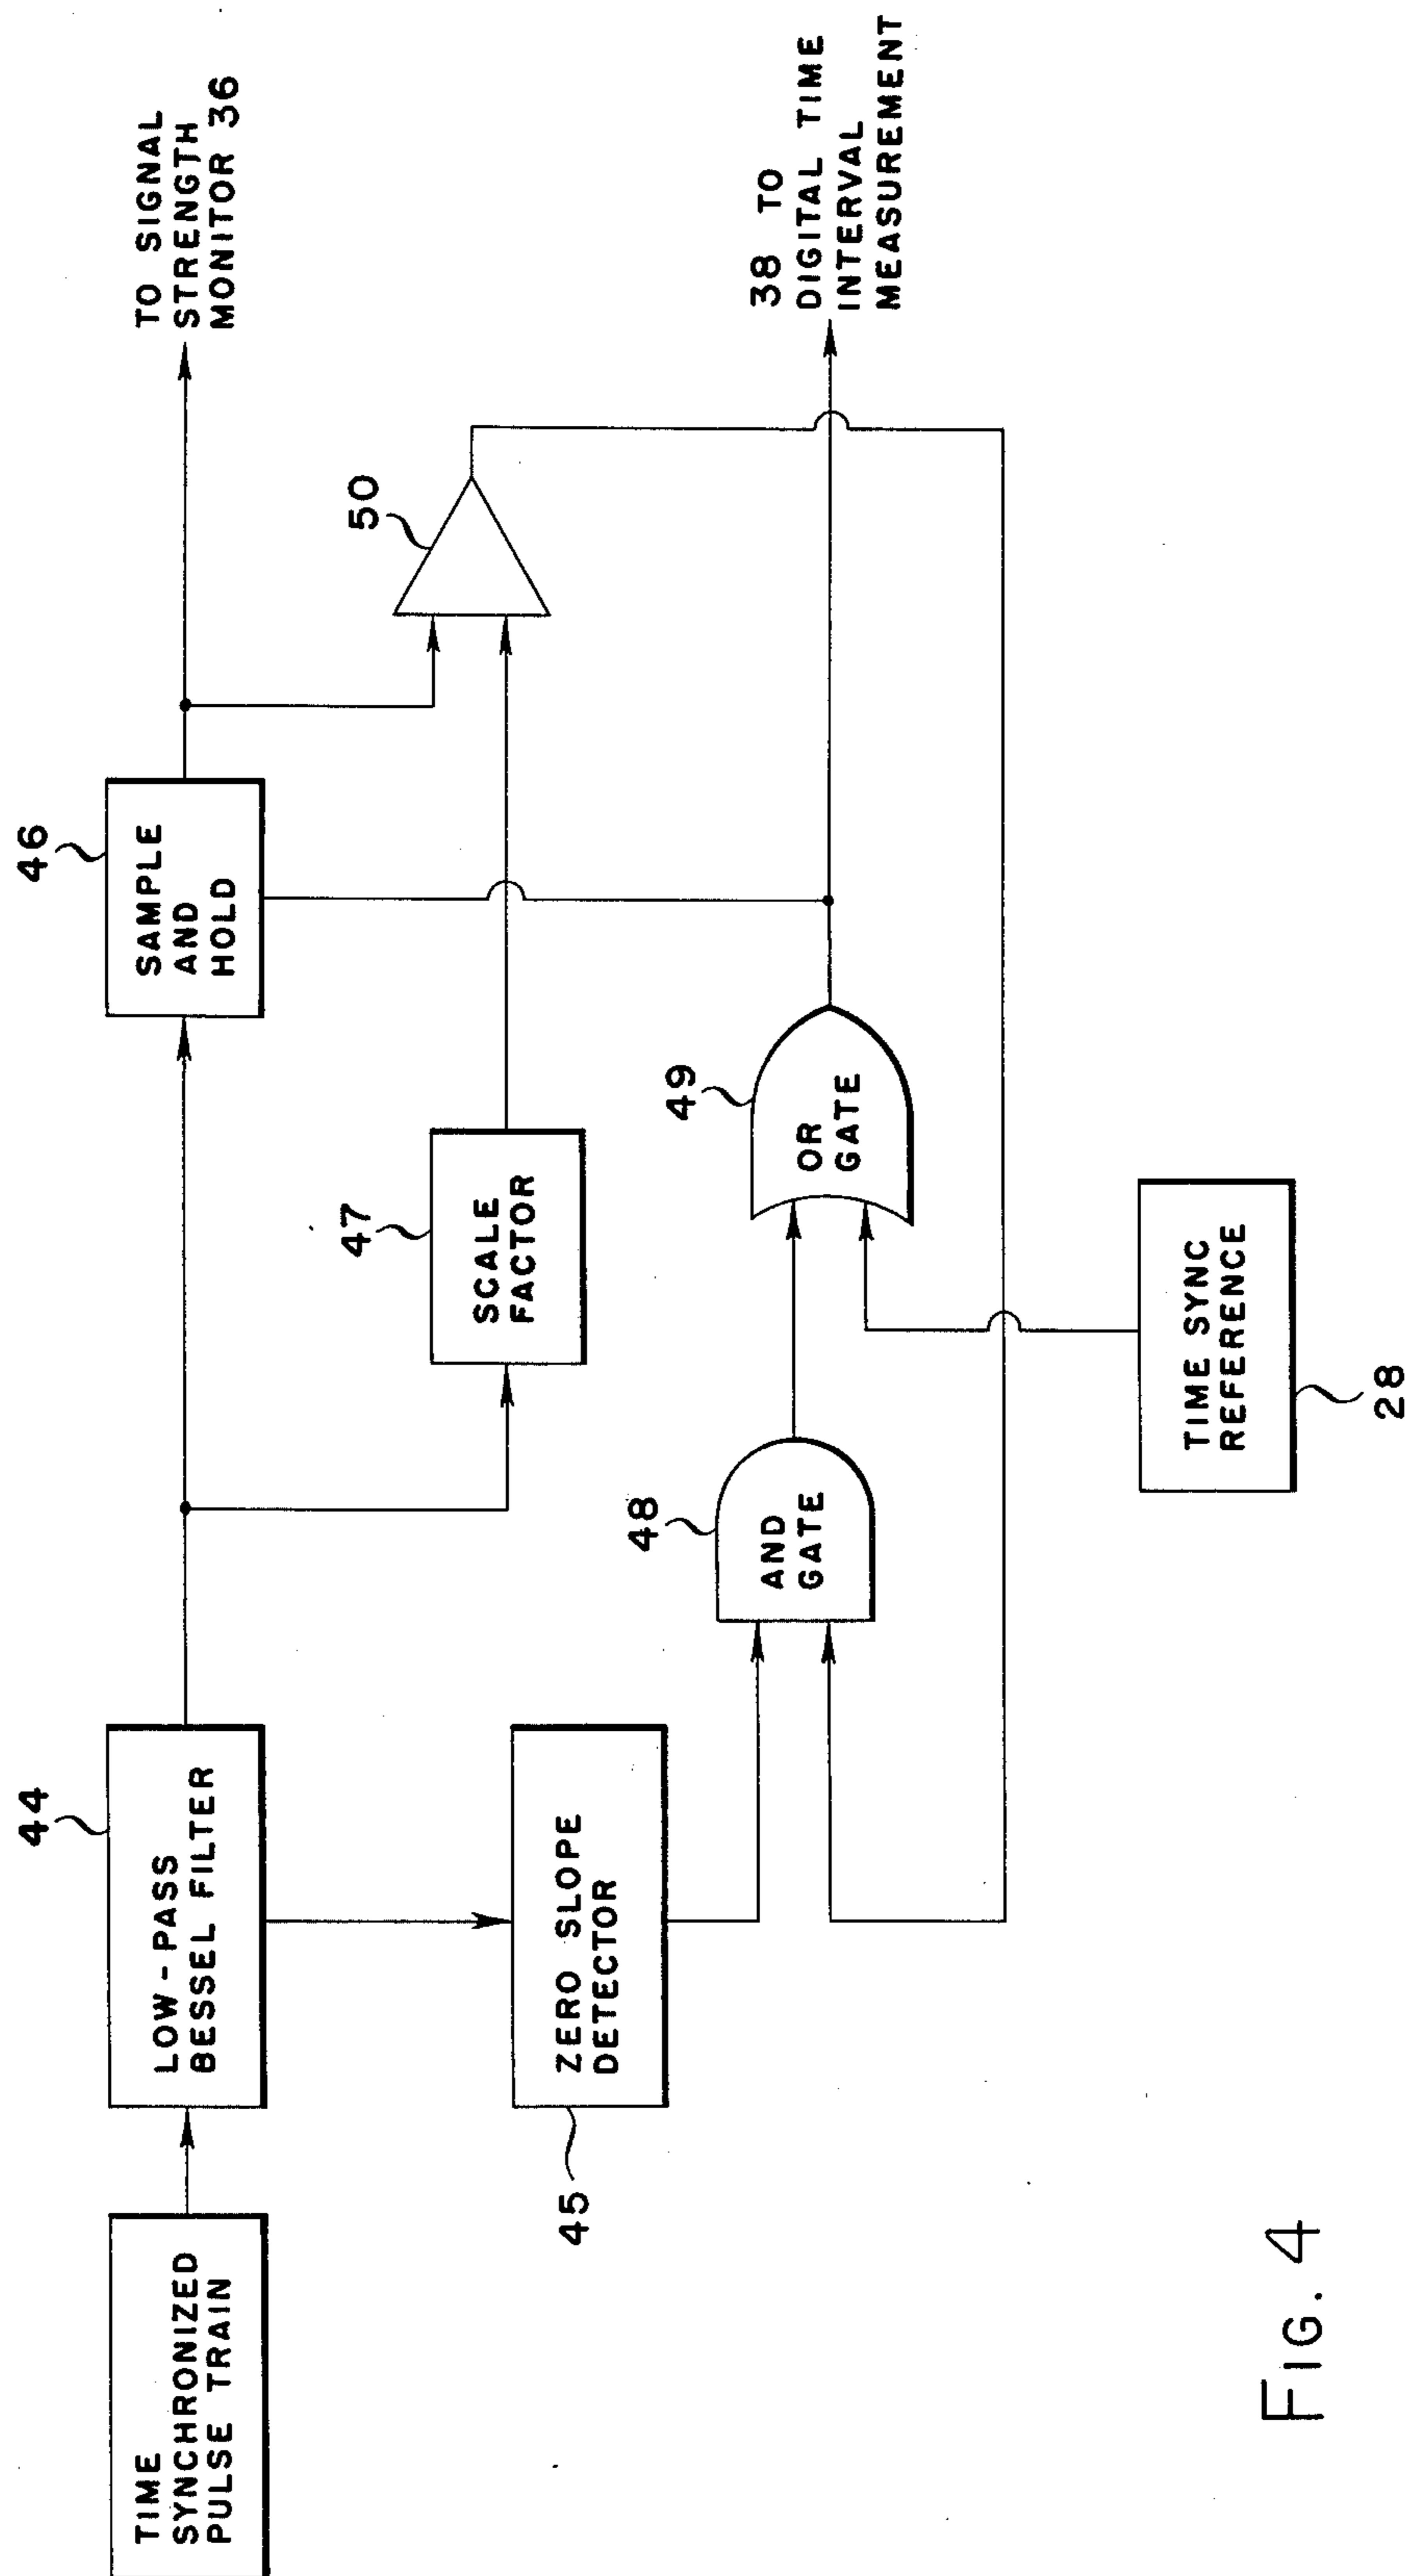 TIME
SYNCHRONIZED
PULSE TRAIN
44
LOW-PASS
BESSEL FILTER
46
SAMPLE
AND
HOLD
TO SIGNAL
STRENGTH
MONITOR 36
45
ZERO SLOPE
DETECTOR
47
SCALE
FACTOR
50
48
AND
GATE
49
OR
GATE
38 TO
DIGITAL TIME
INTERVAL
MEASUREMENT
TIME SYNC
REFERENCE
28
FIG. 4